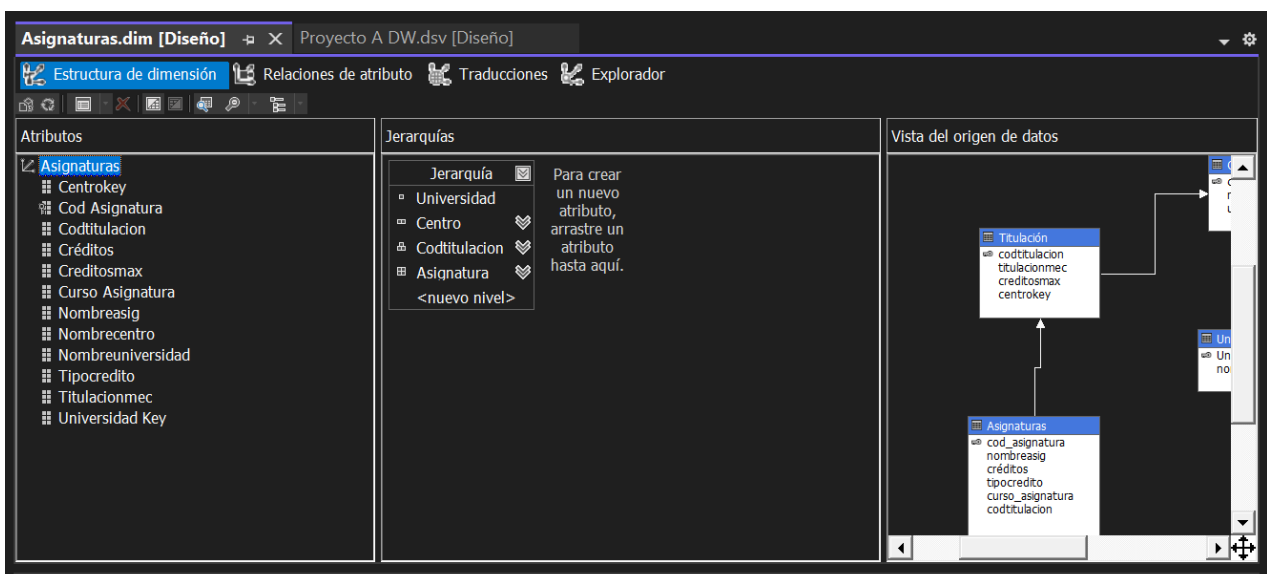 Asignaturas.dim [Diseño]
Proyecto A DW.dsv [Diseño]
Estructura de dimensión
Relaciones de atributo
Traducciones
Explorador
Atributos
Asignaturas
Centrokey
Cod Asignatura
Codtitulacion
Créditos
Creditosmax
Curso Asignatura
Nombreasig
Nombrecentro
Nombreuniversidad
Tipocredito
Titulacionmec
Universidad Key
Jerarquías
Jerarquía
Universidad
Centro
Codtitulacion
Asignatura
<nuevo nivel>
Para crear
un nuevo
atributo,
arrastre un
atributo
hasta aquí.
Vista del origen de datos
Titulación
codtitulacion
titulacionmec
creditosmax
centrokey
Un
Un
no
Asignaturas
cod_asignatura
nombreasig
créditos
tipocredito
curso_asignatura
codtitulacion